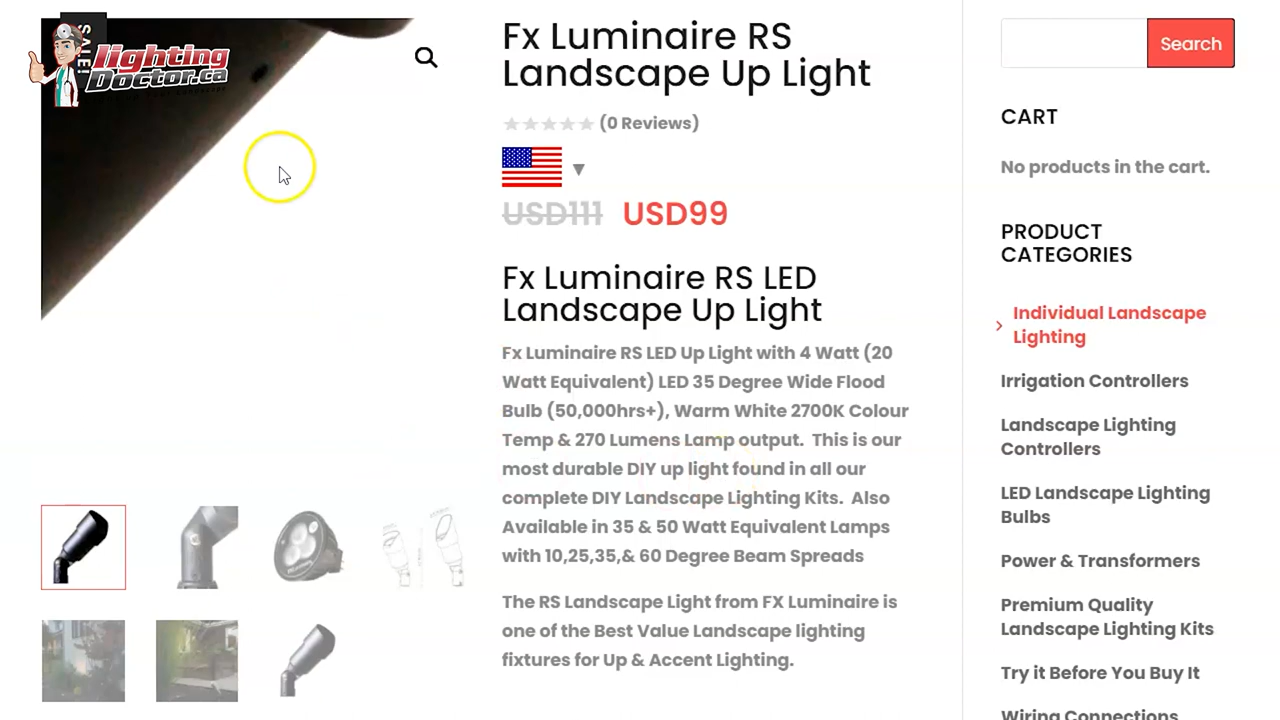 SALE!
lighting
Doctor.ca
Fx Luminaire RS
Landscape Up Light
(0 Reviews)
USD111 USD99
Fx Luminaire RS LED
Landscape Up Light
Fx Luminaire RS LED Up Light with 4 Watt (20
Watt Equivalent) LED 35 Degree Wide Flood
Bulb (50,000hrs+), Warm White 2700K Colour
Temp & 270 Lumens Lamp output.  This is our
most durable DIY up light found in all our
complete DIY Landscape Lighting Kits.  Also
Available in 35 & 50 Watt Equivalent Lamps
with 10,25,35,& 60 Degree Beam Spreads
The RS Landscape Light from FX Luminaire is
one of the Best Value Landscape lighting
fixtures for Up & Accent Lighting.
Search
CART
No products in the cart.
PRODUCT
CATEGORIES
Individual Landscape
Lighting
Irrigation Controllers
Landscape Lighting
Controllers
LED Landscape Lighting
Bulbs
Power & Transformers
Premium Quality
Landscape Lighting Kits
Try it Before You Buy It
Wiring Connections